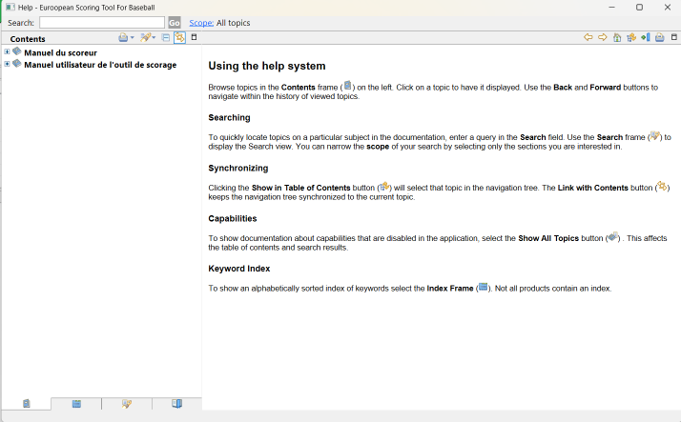 Help - Euroopean Scoring Tool For Baseball
Search:
Go
Scope: All topics
Contents
Manuel du scoreur
Manuel utilisateur de l'outil de scorage
Using the help system
Browse topics in the Contents frame ( ) on the left. Click on a topic to have it displayed. Use the Back and Forward buttons to
navigate within the history of viewed topics.
Searching
To quickly locate topics on a particular subject in the documentation, enter a query in the Search field. Use the Search frame ( ) to
display the Search view. You can narrow the scope of your search by selecting only the sections you are interested in.
Synchronizing
Clicking the Show in Table of Contents button ( ) will select that topic in the navigation tree. The Link with Contents button ( )
keeps the navigation tree synchronized to the current topic.
Capabilities
To show documentation about capabilities that are disabled in the application, select the Show All Topics button ( ) . This affects
the table of contents and search results.
Keyword Index
To show an alphabetically sorted index of keywords select the Index Frame ( ). Not all products contain an index.